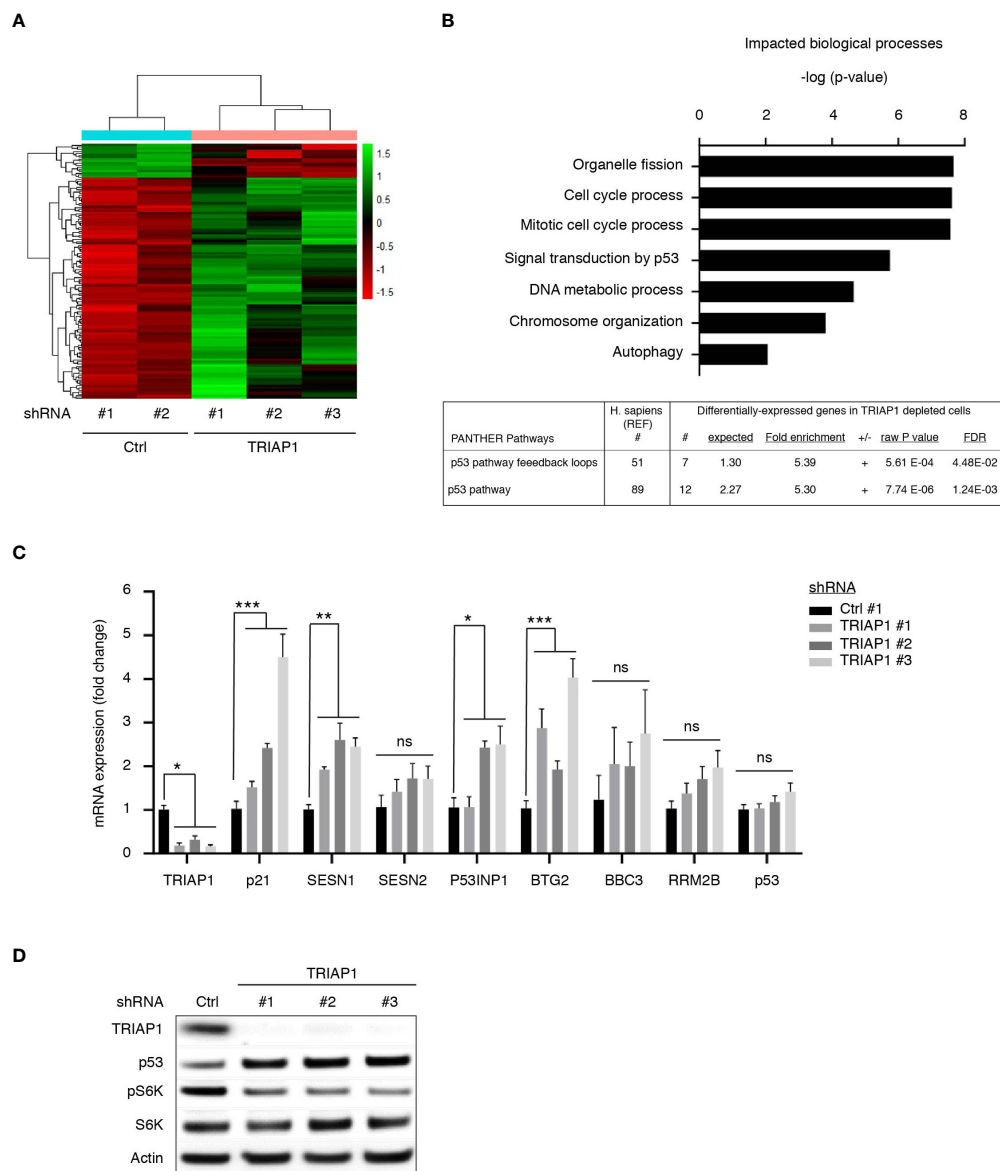 A
1.5
1
0.5
0
-0.5
-1
-1.5
shRNA #1 #2 #1 #2 #3
Ctrl TRIAP1
B
Impacted biological processes
-log (p-value)
0 2 4 6 8
Organelle fission
Cell cycle process
Mitotic cell cycle process
Signal transduction by p53
DNA metabolic process
Chromosome organization
Autophagy
H. sapiens Differentially-expressed genes in TRIAP1 depleted cells
(REF)
PANTHER Pathways # # expected Fold enrichment +/- raw P value FDR
p53 pathway feeedback loops 51 7 1.30 5.39 + 5.61 E-04 4.48E-02
p53 pathway 89 12 2.27 5.30 + 7.74 E-06 1.24E-03
C
mRNA expression (fold change)
6
5
4
3
2
1
0
*** ** * *** ns
ns ns ns
*
TRIAP1 p21 SESN1 SESN2 P53INP1 BTG2 BBC3 RRM2B p53
shRNA
Ctrl #1
TRIAP1 #1
TRIAP1 #2
TRIAP1 #3
D
TRIAP1
shRNA Ctrl #1 #2 #3
TRIAP1
p53
pS6K
S6K
Actin